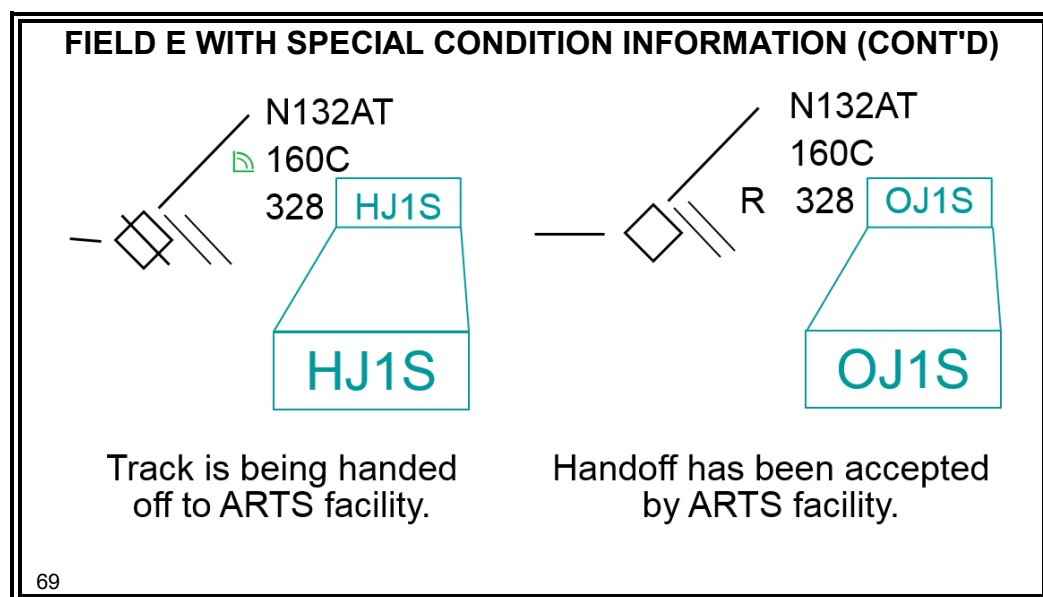 FIELD E WITH SPECIAL CONDITION INFORMATION (CONT'D)
N132AT
160C
328 HJ1S
HJ1S
Track is being handed
off to ARTS facility.
N132AT
160C
R 328 OJ1S
OJ1S
Handoff has been accepted
by ARTS facility.
69